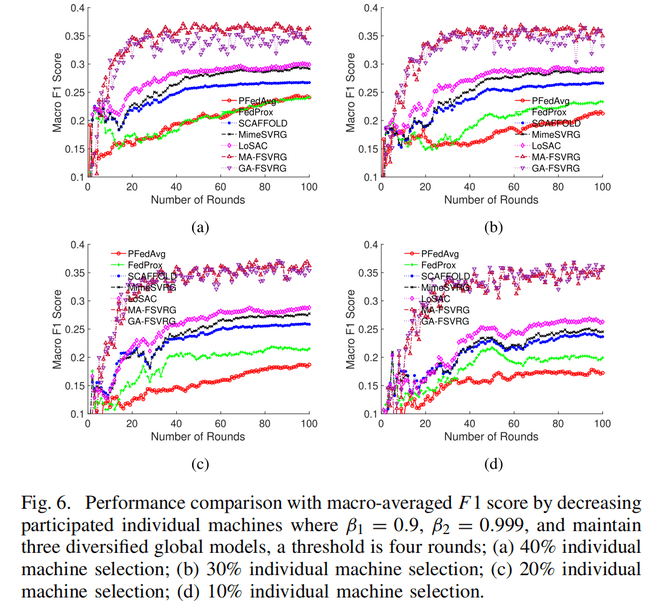 0.4
0.35
0.3
0.25
0.2
0.15
0.1
Macro F1 Score
PFedAvg
FedProx
SCAFFOLD
MimeSVRG
LoSAC
MA-FSVRG
GA-FSVRG
0 20 40 60 80 100
Number of Rounds
(a)
0.4
0.35
0.3
0.25
0.2
0.15
0.1
Macro F1 Score
PFedAvg
FedProx
SCAFFOLD
MimeSVRG
LoSAC
MA-FSVRG
GA-FSVRG
0 20 40 60 80 100
Number of Rounds
(b)
0.4
0.35
0.3
0.25
0.2
0.15
0.1
Macro F1 Score
PFedAvg
FedProx
SCAFFOLD
MimeSVRG
LoSAC
MA-FSVRG
GA-FSVRG
0 20 40 60 80 100
Number of Rounds
(c)
0.4
0.35
0.3
0.25
0.2
0.15
0.1
Macro F1 Score
PFedAvg
FedProx
SCAFFOLD
MimeSVRG
LoSAC
MA-FSVRG
GA-FSVRG
0 20 40 60 80 100
Number of Rounds
(d)
Fig. 6. Performance comparison with macro-averaged F1 score by decreasing
participated individual machines where β1 = 0.9, β2 = 0.999, and maintain
three diversified global models, a threshold is four rounds; (a) 40% individual
machine selection; (b) 30% individual machine selection; (c) 20% individual
machine selection; (d) 10% individual machine selection.